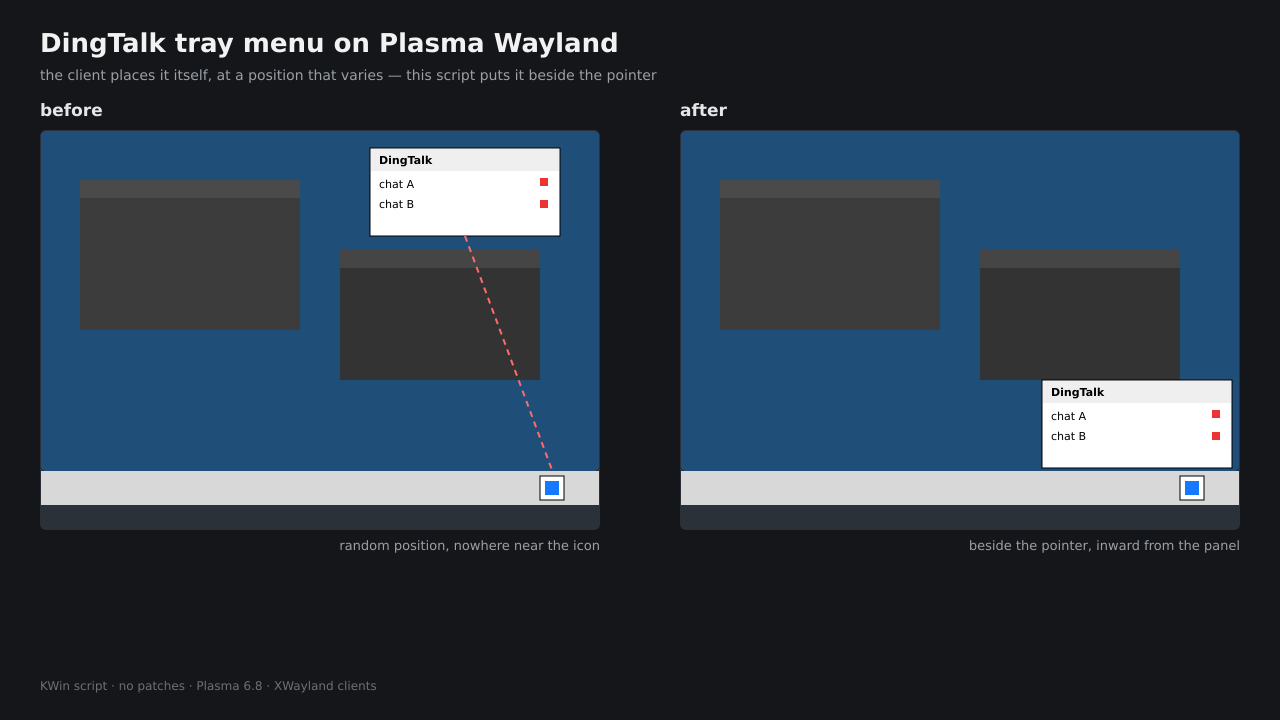 DingTalk tray menu on Plasma Wayland
the client places it itself, at a position that varies — this script puts it beside the pointer
before
DingTalk
chat A
chat B
random position, nowhere near the icon
after
DingTalk
chat A
chat B
beside the pointer, inward from the panel
KWin script · no patches · Plasma 6.8 · XWayland clients